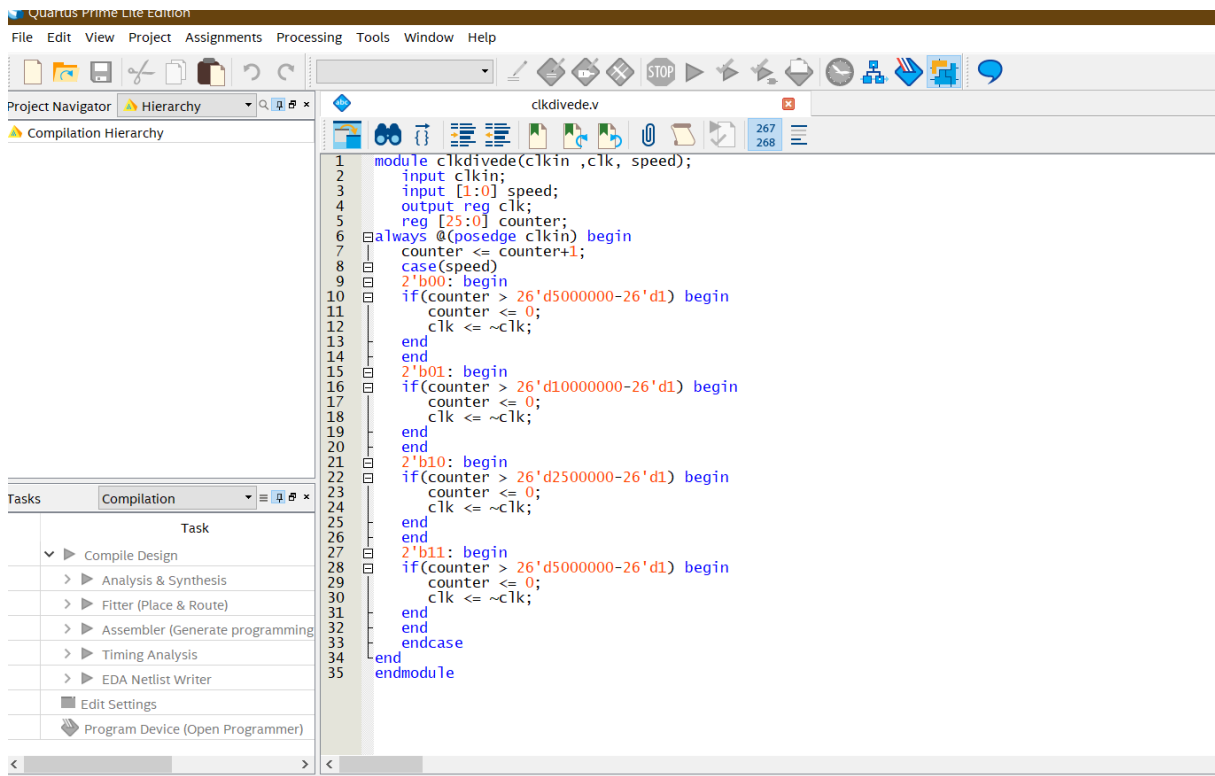 Quartus Prime Lite Edition
File Edit View Project Assignments Processing Tools Window Help
STOP
Project Navigator Hierarchy
Compilation Hierarchy
abc clkdivede.v
267
268
1 module clkdivede(clkin ,clk, speed);
2 input clkin;
3 input [1:0] speed;
4 output reg clk;
5 reg [25:0] counter;
6 always @(posedge clkin) begin
7 counter <= counter+1;
8 case(speed)
9 2'b00: begin
10 if(counter > 26'd5000000-26'd1) begin
11 counter <= 0;
12 clk <= ~clk;
13 end
14 end
15 2'b01: begin
16 if(counter > 26'd10000000-26'd1) begin
17 counter <= 0;
18 clk <= ~clk;
19 end
20 end
21 2'b10: begin
22 if(counter > 26'd2500000-26'd1) begin
23 counter <= 0;
24 clk <= ~clk;
25 end
26 end
27 2'b11: begin
28 if(counter > 26'd5000000-26'd1) begin
29 counter <= 0;
30 clk <= ~clk;
31 end
32 end
33 endcase
34 end
35 endmodule
Tasks Compilation
Task
Compile Design
Analysis & Synthesis
Fitter (Place & Route)
Assembler (Generate programming
Timing Analysis
EDA Netlist Writer
Edit Settings
Program Device (Open Programmer)